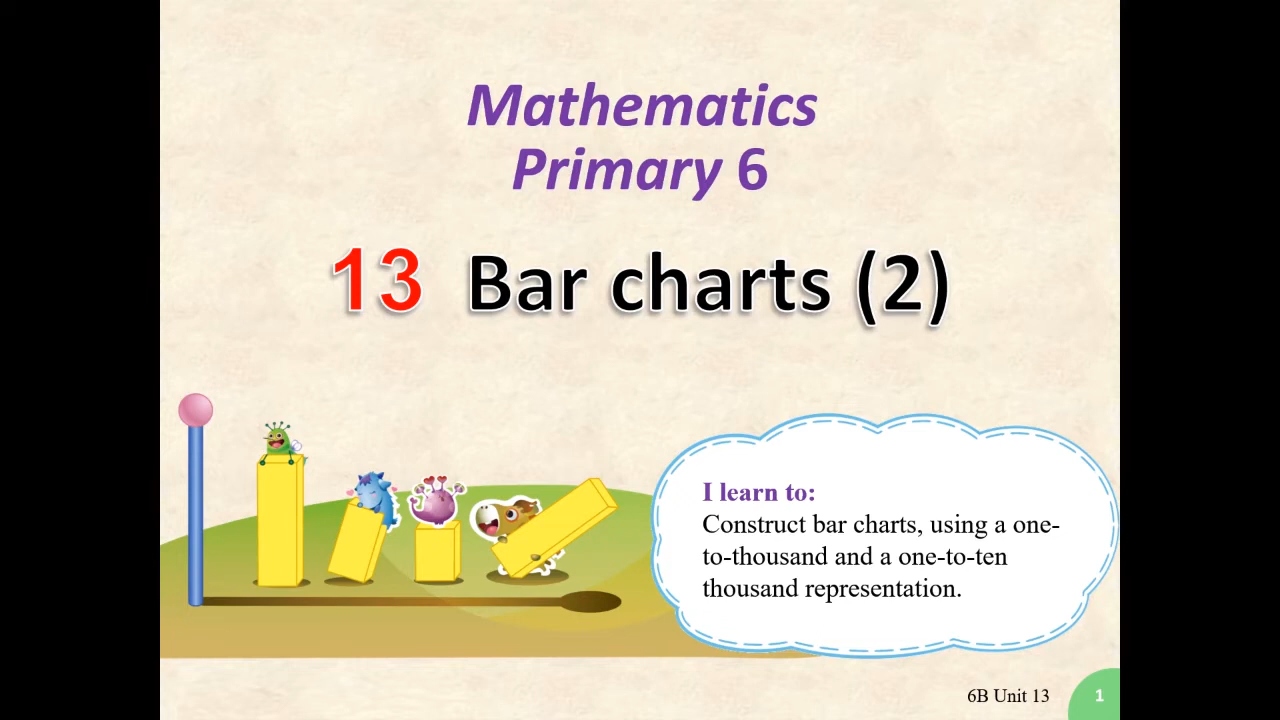 Mathematics
Primary 6
13 Bar charts (2)
I learn to:
Construct bar charts, using a one-
to-thousand and a one-to-ten
thousand representation.
6B Unit 13
1